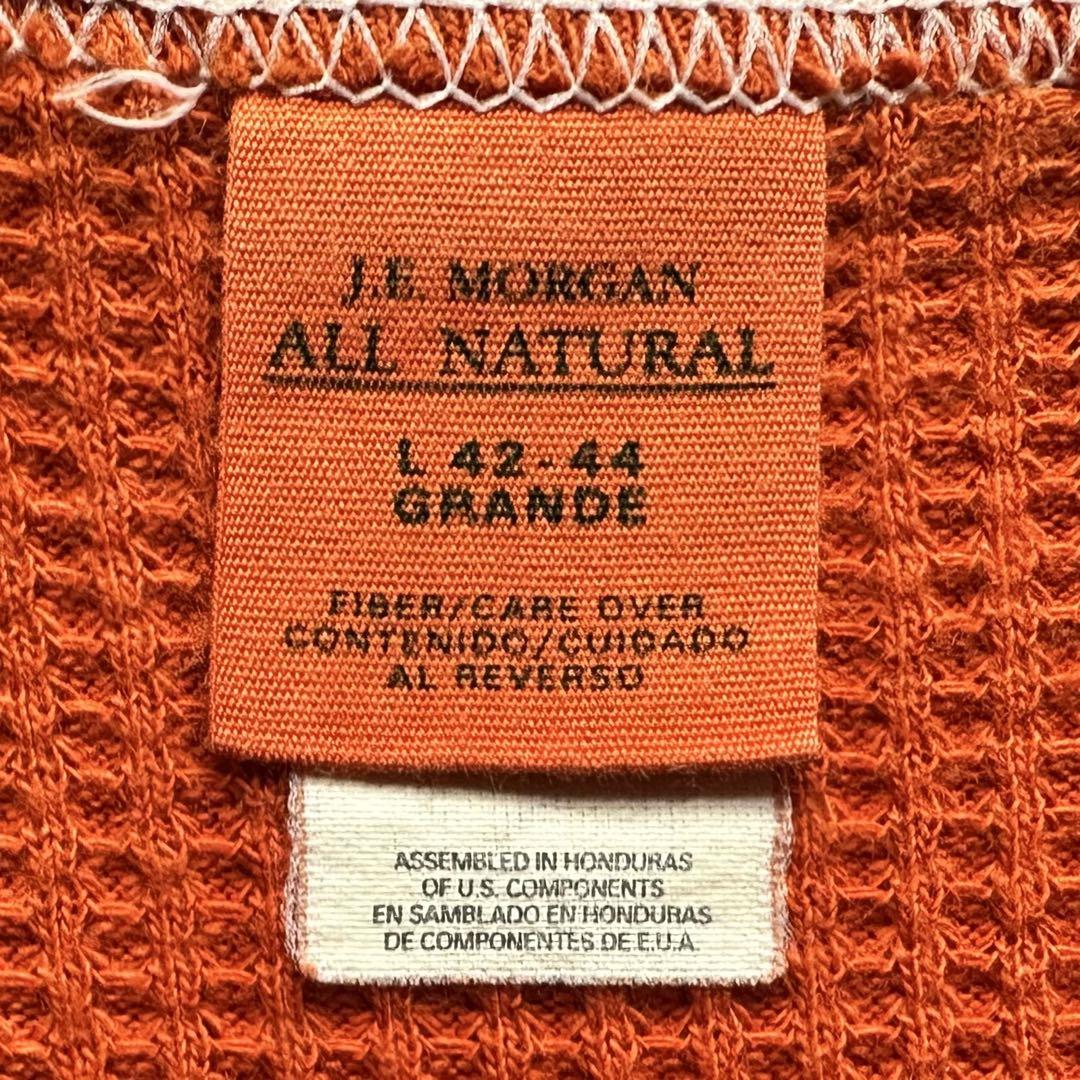 J.E MORGAN
ALL NATURAL
L 42-44
GRANDE
FIBER/CARE OVER
CONTENIDO/CUIDADO
AL REVERSO
ASSEMBLED IN HONDURAS
OF U.S. COMPONENTS
EN SAMBLADO EN HONDURAS
DE COMPONENTES DE E.U.A.